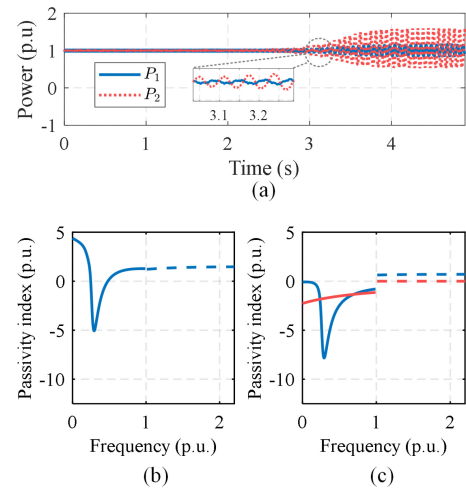 2
1
0
-1
Power (p.u)
P1
P2
3.1 3.2
0 1 2 3 4
Time (s)
(a)
5
0
-5
-10
Passivity index (p.u.)
0 1 2
Frequency (p.u.)
(b)
5
0
-5
-10
Passivity index (p.u.)
0 1 2
Frequency (p.u.)
(c)